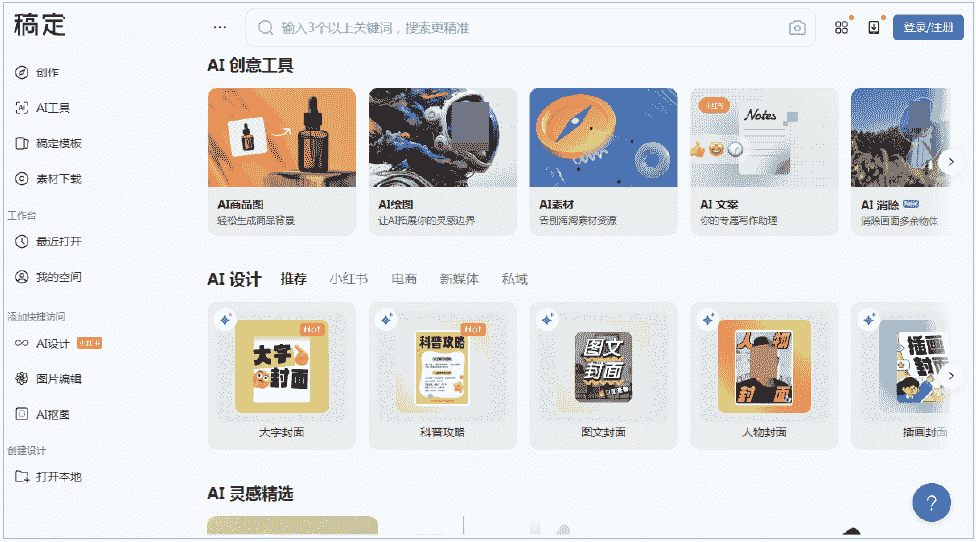 稿定
··· 输入3个以上关键词，搜索更精准 登录/注册
创作
AI工具
稿定模板
素材下载
工作台
最近打开
我的空间
添加快捷访问
AI设计 小红书
图片编辑
AI抠图
创建设计
打开本地
AI 创意工具
Notes
AI商品图
轻松生成商品背景
AI绘图
让AI拓展你的灵感边界
AI素材
告别海淘素材资源
AI 文案
你的专属写作助理
AI 消除 New
消除画面多余物体
AI 设计 推荐 小红书 电商 新媒体 私域
Hot
大字
封面
大字封面
Hot
科普攻略
科普攻略
图文
封面
图文封面
人物
封面
人物封面
插画
封面
插画封面
AI 灵感精选
?